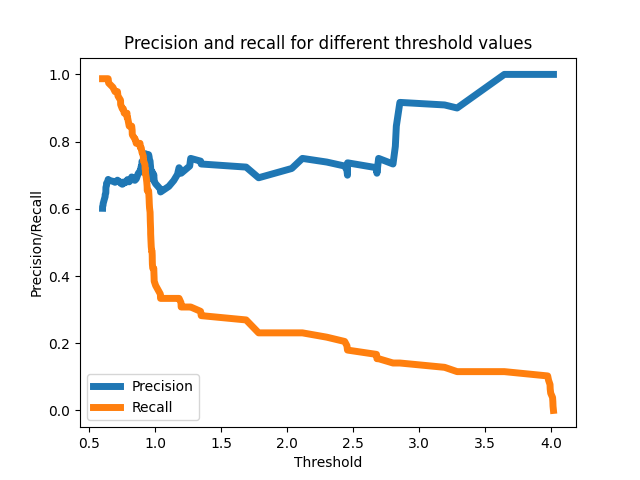 Precision and recall for different threshold values
1.0
0.8
0.6
0.4
0.2
0.0
Precision/Recall
Precision
Recall
0.5 1.0 1.5 2.0 2.5 3.0 3.5 4.0
Threshold